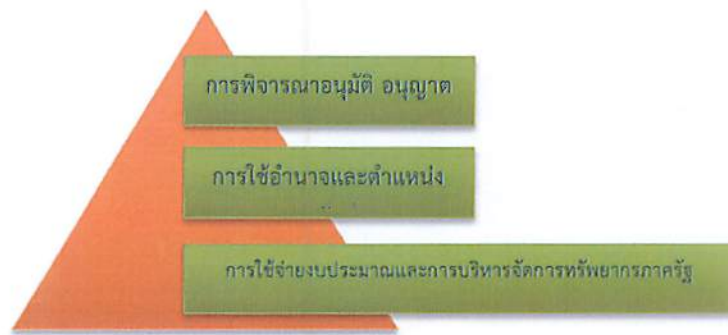 การพิจารณาอนุมัติ อนุญาต
การใช้อำนาจและตำแหน่ง
การใช้จ่ายงบประมาณและการบริหารจัดการทรัพยากรภาครัฐ